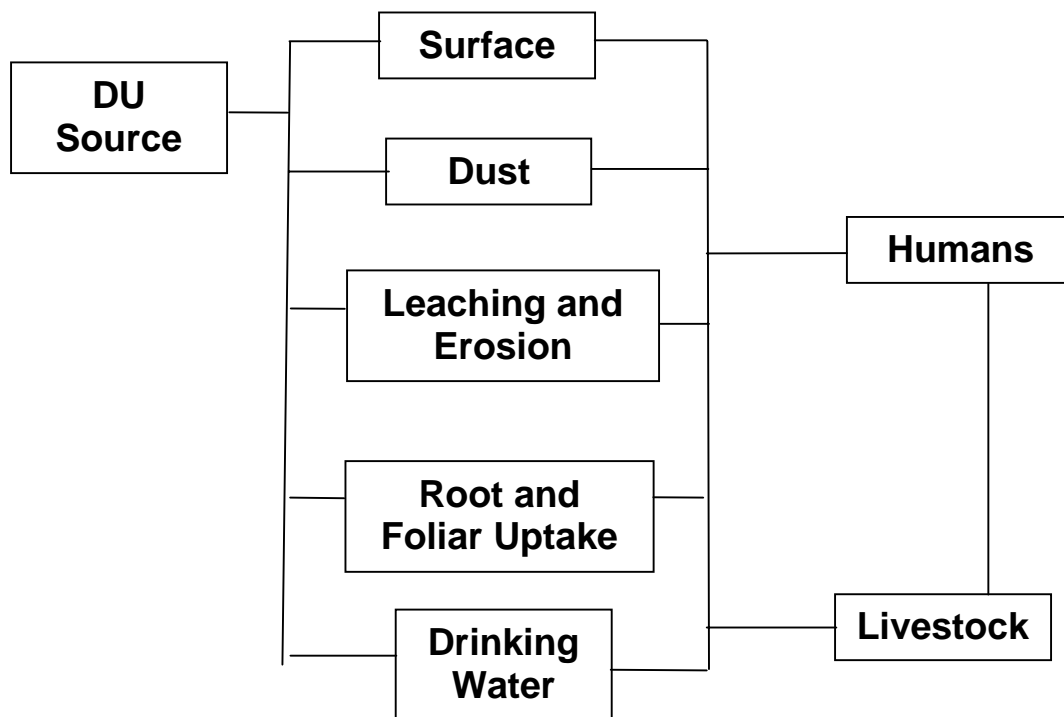 DU
Source
Surface
Dust
Leaching and
Erosion
Root and
Foliar Uptake
Drinking
Water
Humans
Livestock